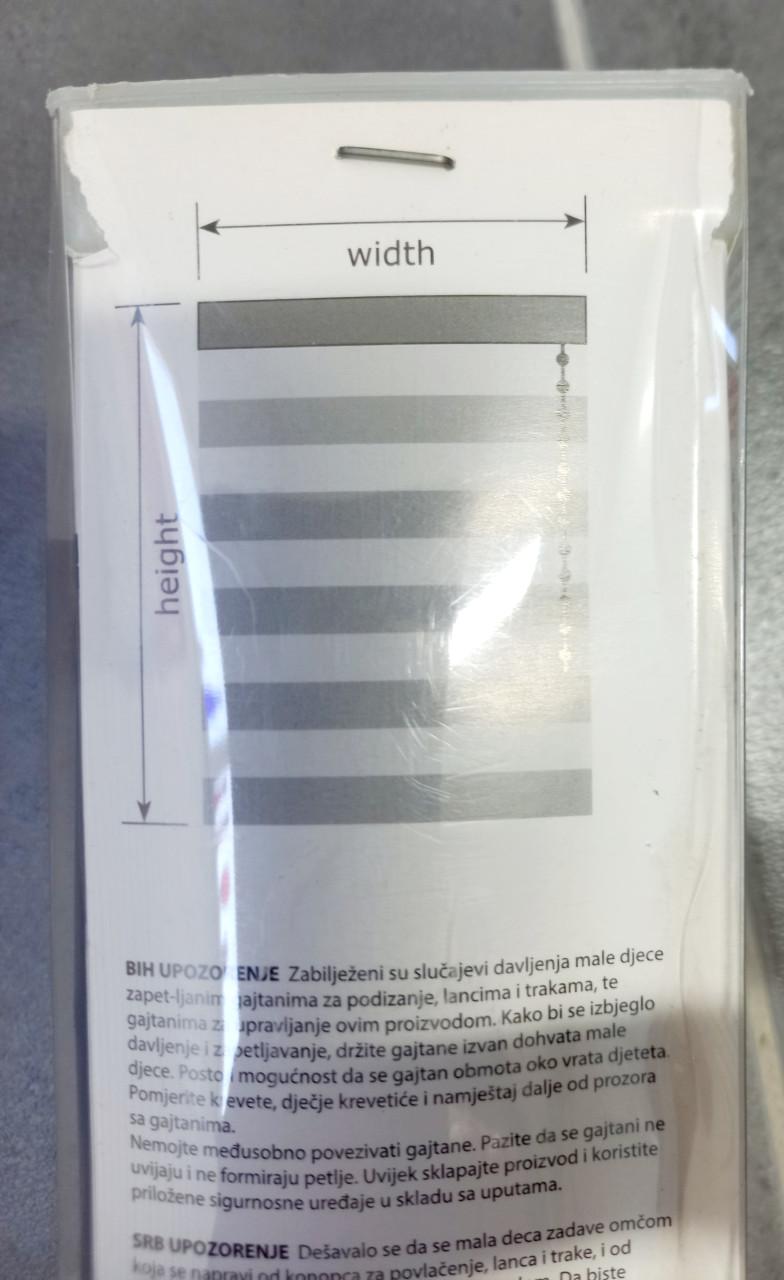 width
height
BIH UPOZORENJE Zabilježeni su slučajevi davljenja male djece
zapet-ljanim gajtanima za podizanje, lancima i trakama, te
gajtanima za upravljanje ovim proizvodom. Kako bi se izbjeglo
davljenje i zapetljavanje, držite gajtane izvan dohvata male
djece. Postoji mogućnost da se gajtan obmota oko vrata djeteta.
Pomjerite krevete, dječje krevetiće i namještaj dalje od prozora
sa gajtanima.
Nemojte međusobno povezivati gajtane. Pazite da se gajtani ne
uvijaju i ne formiraju petlje. Uvijek sklapajte proizvod i koristite
priložene sigurnosne uređaje u skladu sa uputama.
SRB UPOZORENJE Dešavalo se da se mala deca zadave omčom
koja se napravi od konopca za povlačenje, lanca i trake, i od
Da biste